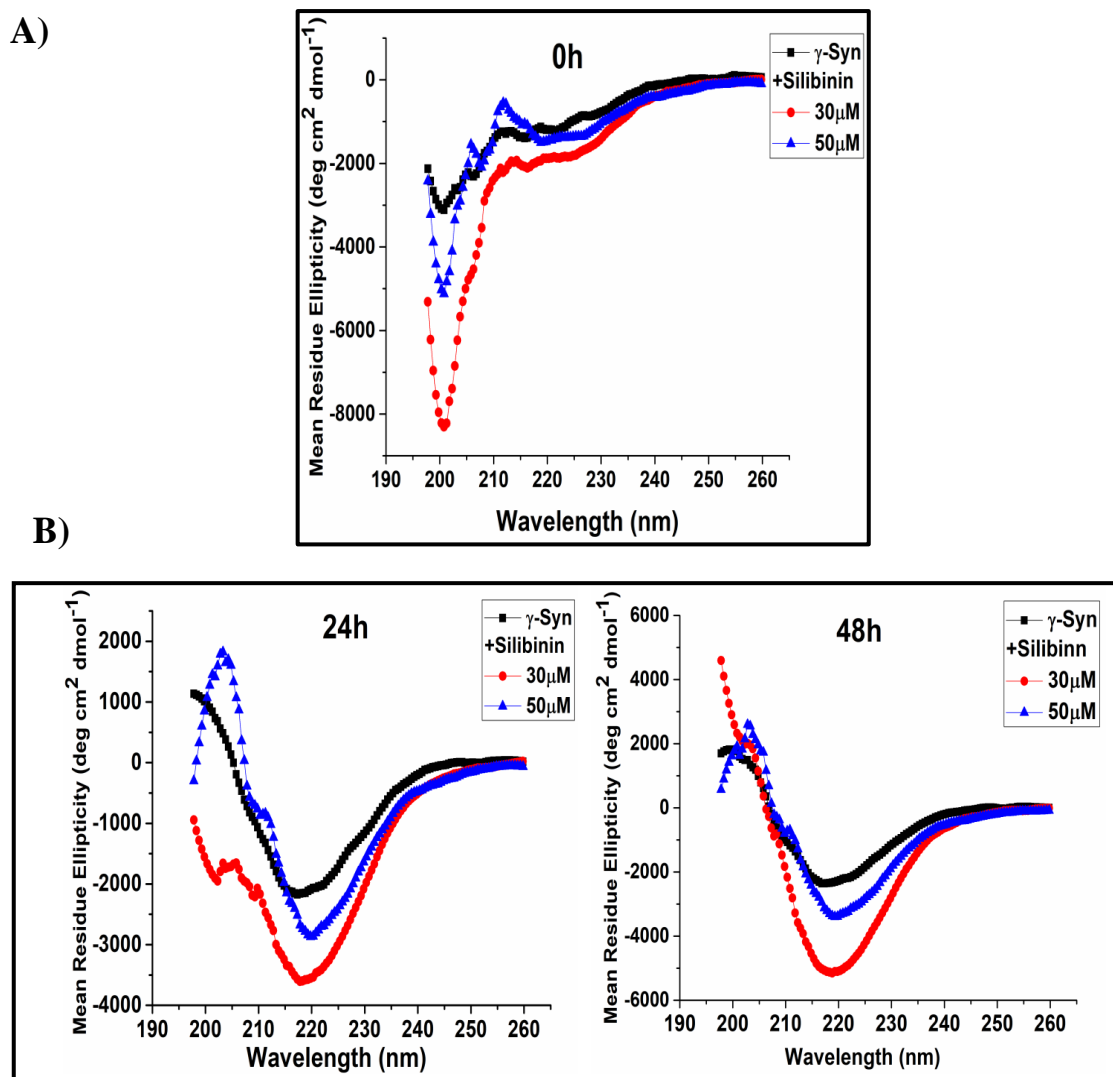 A)
0h
γ-Syn
+Silibinin
30μM
50μM
Mean Residue Ellipticity (deg cm² dmol⁻¹)
0
-2000
-4000
-6000
-8000
190 200 210 220 230 240 250 260
Wavelength (nm)
B)
24h
γ-Syn
+Silibinin
30μM
50μM
Mean Residue Ellipticity (deg cm² dmol⁻¹)
2000
1000
0
-1000
-2000
-3000
-4000
190 200 210 220 230 240 250 260
Wavelength (nm)
48h
γ-Syn
+Silibinn
30μM
50μM
Mean Residue Ellipticity (deg cm² dmol⁻¹)
6000
4000
2000
0
-2000
-4000
-6000
190 200 210 220 230 240 250 260
Wavelength (nm)